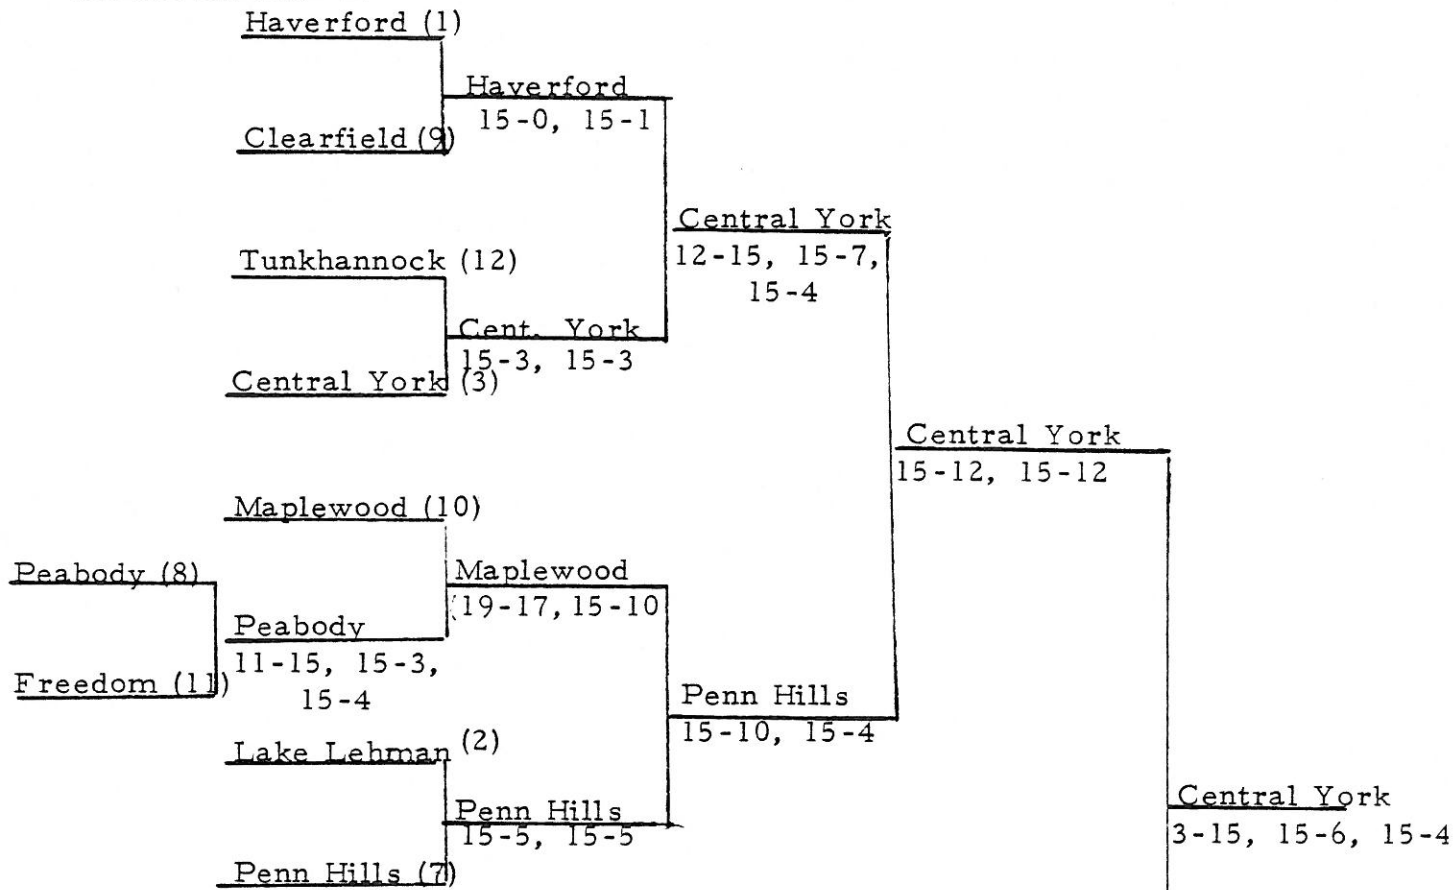 Haverford (1)
Haverford
15-0, 15-1
Clearfield (9)
Central York
12-15, 15-7,
15-4
Tunkhannock (12)
Cent. York
15-3, 15-3
Central York (3)
Central York
15-12, 15-12
Maplewood (10)
Peabody (8)
Maplewood
(19-17, 15-10
Peabody
11-15, 15-3,
15-4
Freedom (11)
Penn Hills
15-10, 15-4
Lake Lehman (2)
Penn Hills
15-5, 15-5
Central York
3-15, 15-6, 15-4
Penn Hills (7)